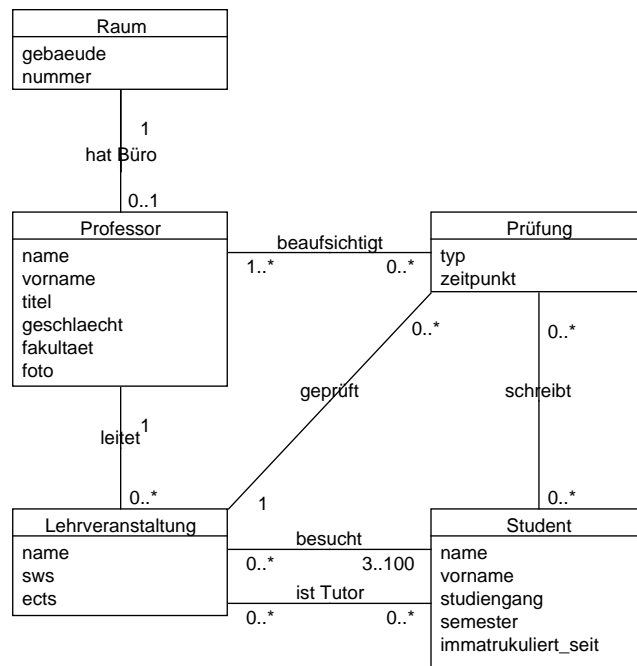 Raum
gebaeude
nummer
1
hat Büro
0..1
Professor
name
vorname
titel
geschlaecht
fakultaet
foto
beaufsichtigt
1..*
0..*
Prüfung
typ
zeitpunkt
0..*
0..*
geprüft
schreibt
1
leitet
0..*
1
0..*
Lehrveranstaltung
name
sws
ects
besucht
0..*
3..100
ist Tutor
0..*
0..*
Student
name
vorname
studiengang
semester
immatrukuliert_seit